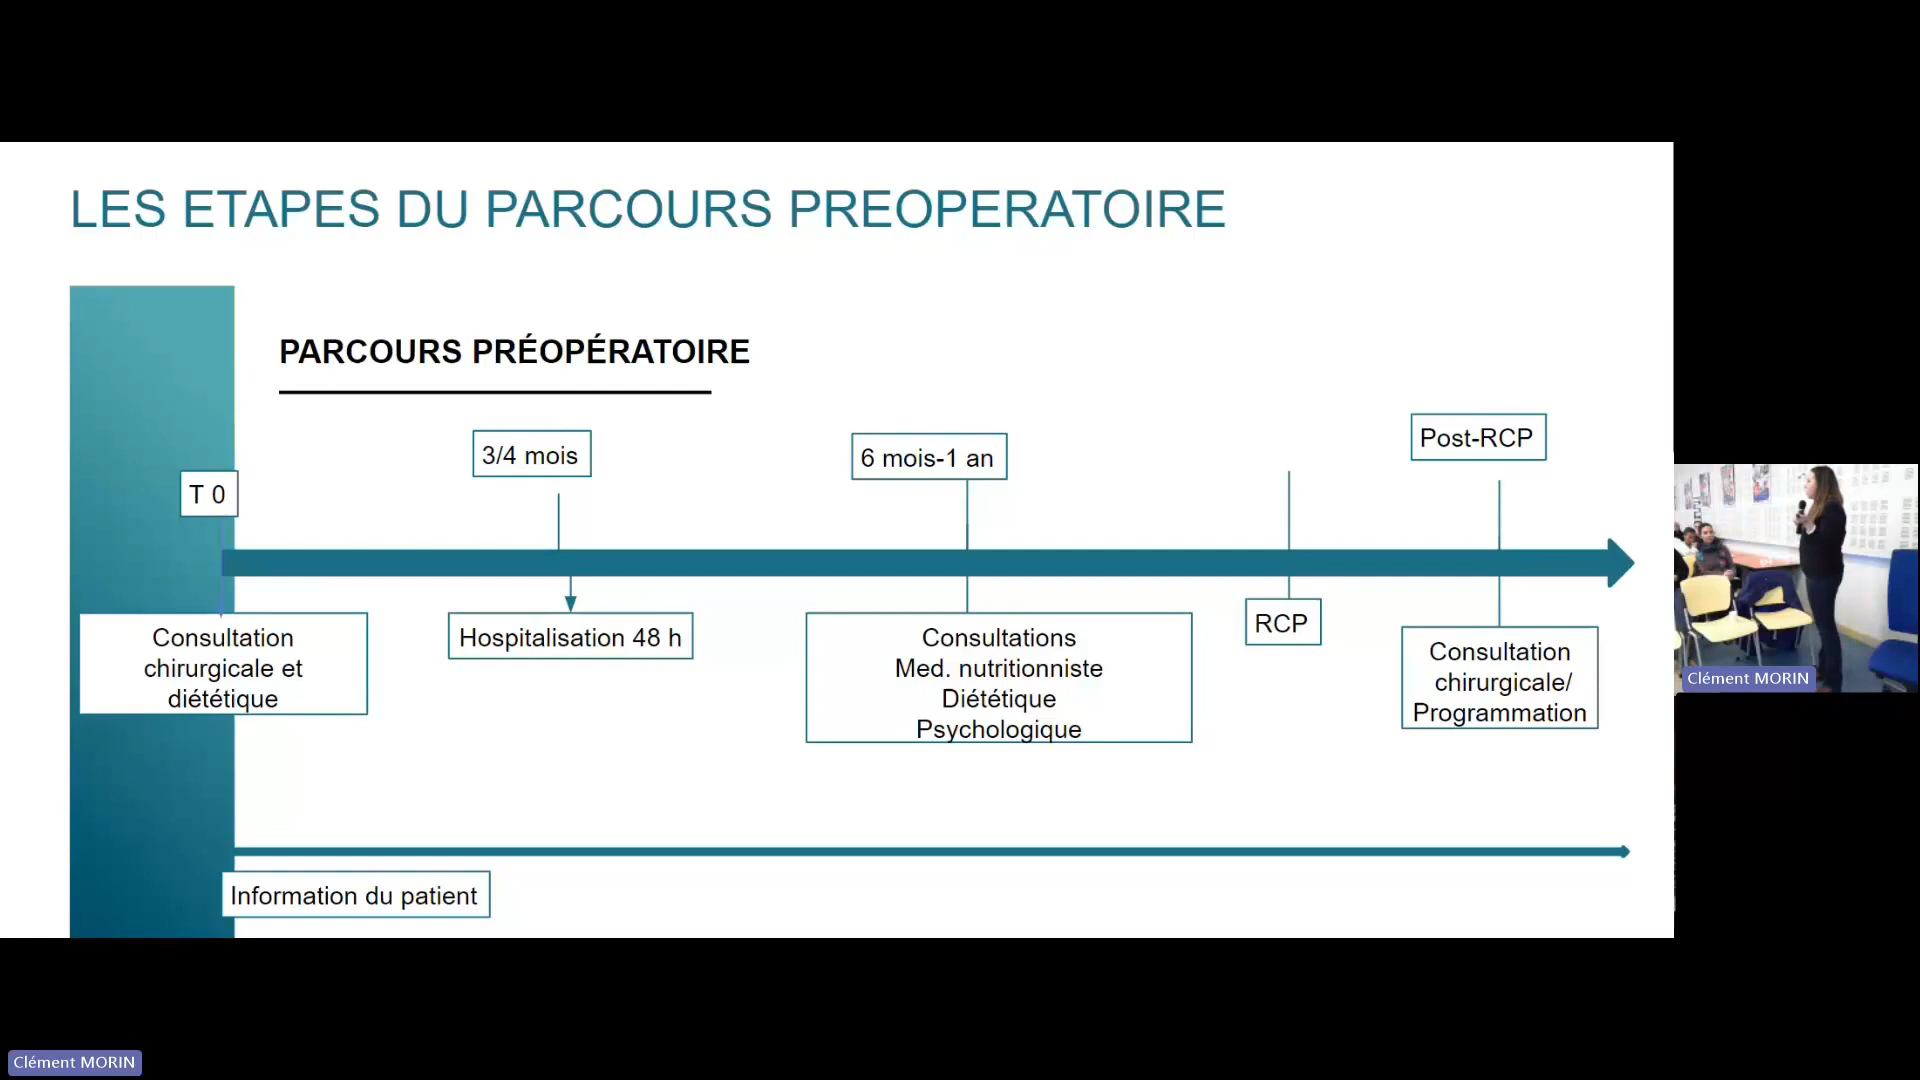 LES ETAPES DU PARCOURS PREOPERATOIRE
PARCOURS PRÉOPÉRATOIRE
T 0
3/4 mois
6 mois-1 an
Post-RCP
Consultation
chirurgicale et
diététique
Hospitalisation 48 h
Consultations
Med. nutritionniste
Diététique
Psychologique
RCP
Consultation
chirurgicale/
Programmation
Information du patient
Clément MORIN
Clément MORIN